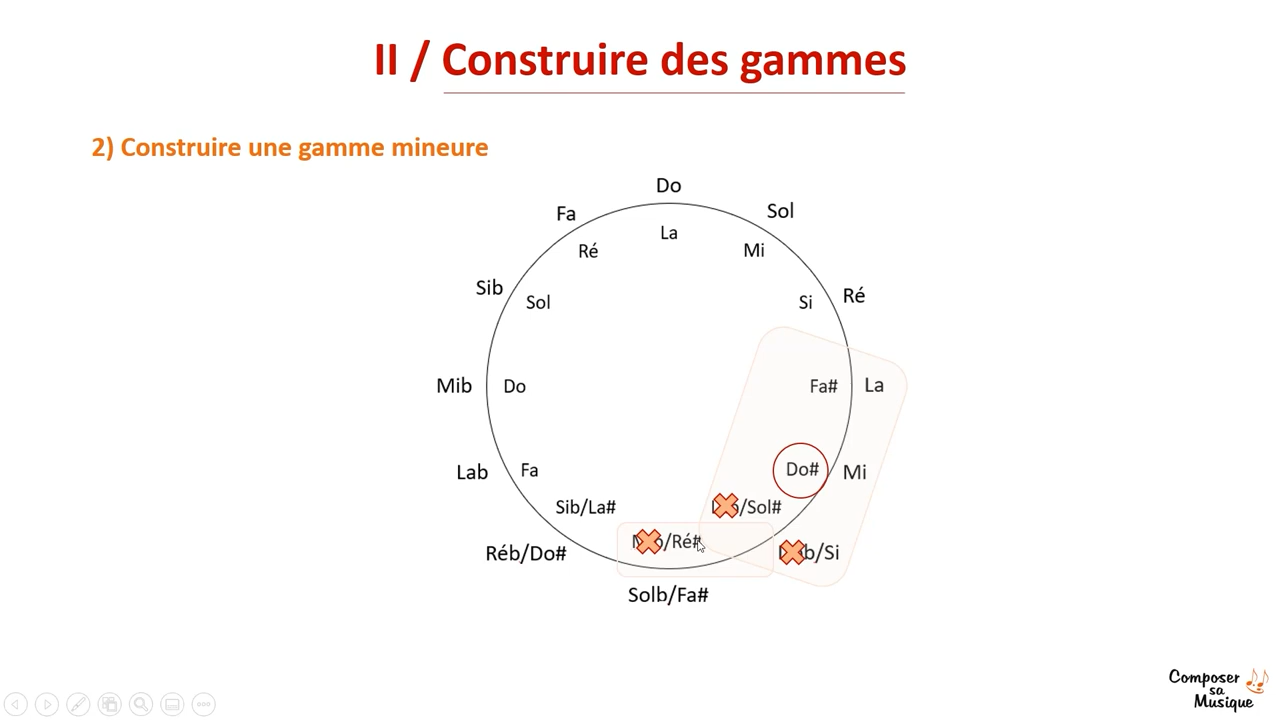 II / Construire des gammes
2) Construire une gamme mineure
Do
Fa
Sol
La
Ré
Mi
Sib
Sol
Si
Ré
Mib
Do
Fa#
La
Lab
Fa
Do#
Mi
Sib/La#
/Sol#
/Ré#
Réb/Do#
b/Si
Solb/Fa#
Composer
sa
Musique